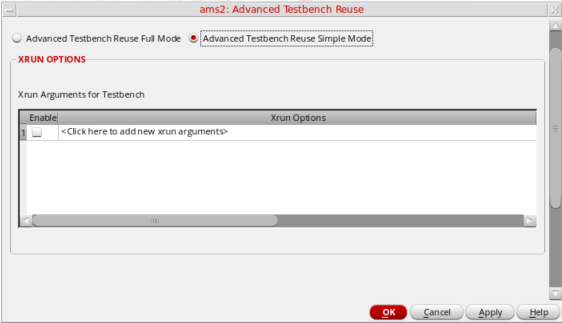 ams2: Advanced Testbench Reuse
Advanced Testbench Reuse Full Mode Advanced Testbench Reuse Simple Mode
XRUN OPTIONS
Xrun Arguments for Testbench
Enable Xrun Options
1 <Click here to add new xrun arguments>
OK Cancel Apply Help